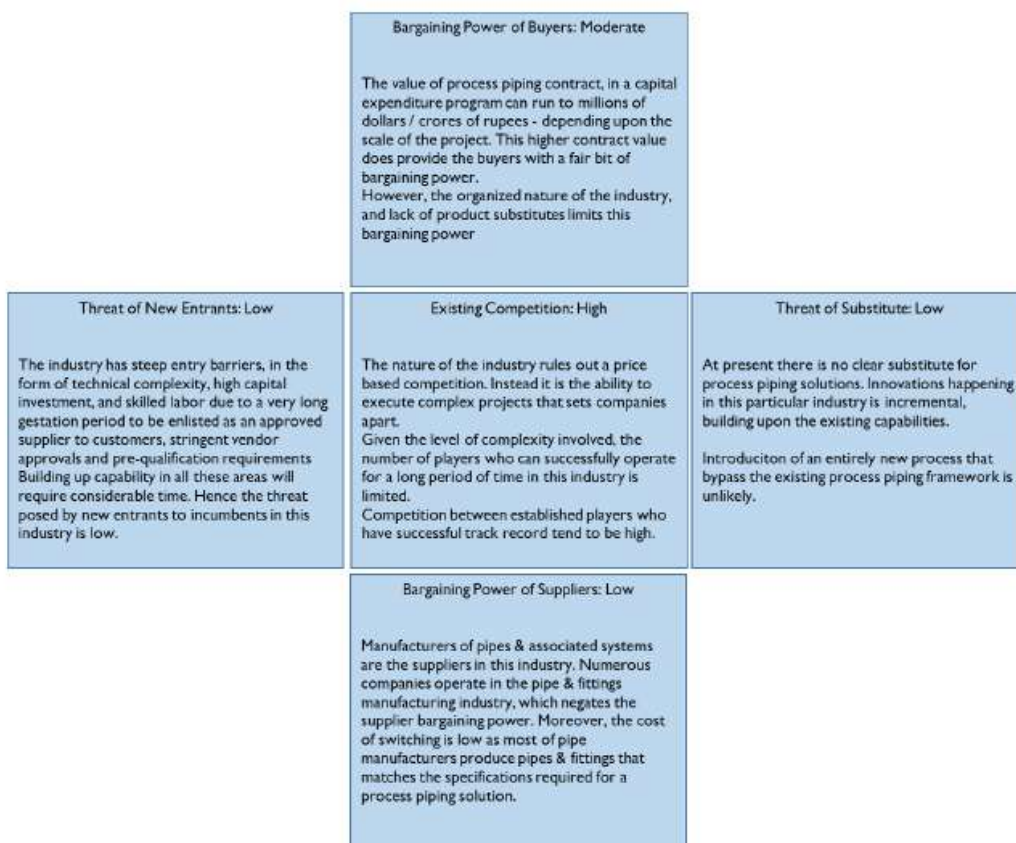 Bargaining Power of Buyers: Moderate
The value of process piping contract, in a capital
expenditure program can run to millions of
dollars / crores of rupees - depending upon the
scale of the project. This higher contract value
does provide the buyers with a fair bit of
bargaining power.
However, the organized nature of the industry,
and lack of product substitutes limits this
bargaining power
Threat of New Entrants: Low
The industry has steep entry barriers, in the
form of technical complexity, high capital
investment, and skilled labor due to a very long
gestation period to be enlisted as an approved
supplier to customers, stringent vendor
approvals and pre-qualification requirements
Building up capability in all these areas will
require considerable time. Hence the threat
posed by new entrants to incumbents in this
industry is low.
Existing Competition: High
The nature of the industry rules out a price
based competition. Instead it is the ability to
execute complex projects that sets companies
apart.
Given the level of complexity involved, the
number of players who can successfully operate
for a long period of time in this industry is
limited.
Competition between established players who
have successful track record tend to be high.
Threat of Substitute: Low
At present there is no clear substitute for
process piping solutions. Innovations happening
in this particular industry is incremental,
building upon the existing capabilities.
Introduciton of an entirely new process that
bypass the existing process piping framework is
unlikely.
Bargaining Power of Suppliers: Low
Manufacturers of pipes & associated systems
are the suppliers in this industry. Numerous
companies operate in the pipe & fittings
manufacturing industry, which negates the
supplier bargaining power. Moreover, the cost
of switching is low as most of pipe
manufacturers produce pipes & fittings that
matches the specifications required for a
process piping solution.